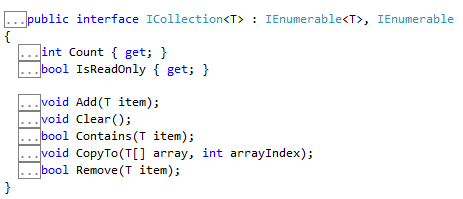 ...public interface ICollection<T> : IEnumerable<T>, IEnumerable
{
...int Count { get; }
...bool IsReadOnly { get; }
...void Add(T item);
...void Clear();
...bool Contains(T item);
...void CopyTo(T[] array, int arrayIndex);
...bool Remove(T item);
}